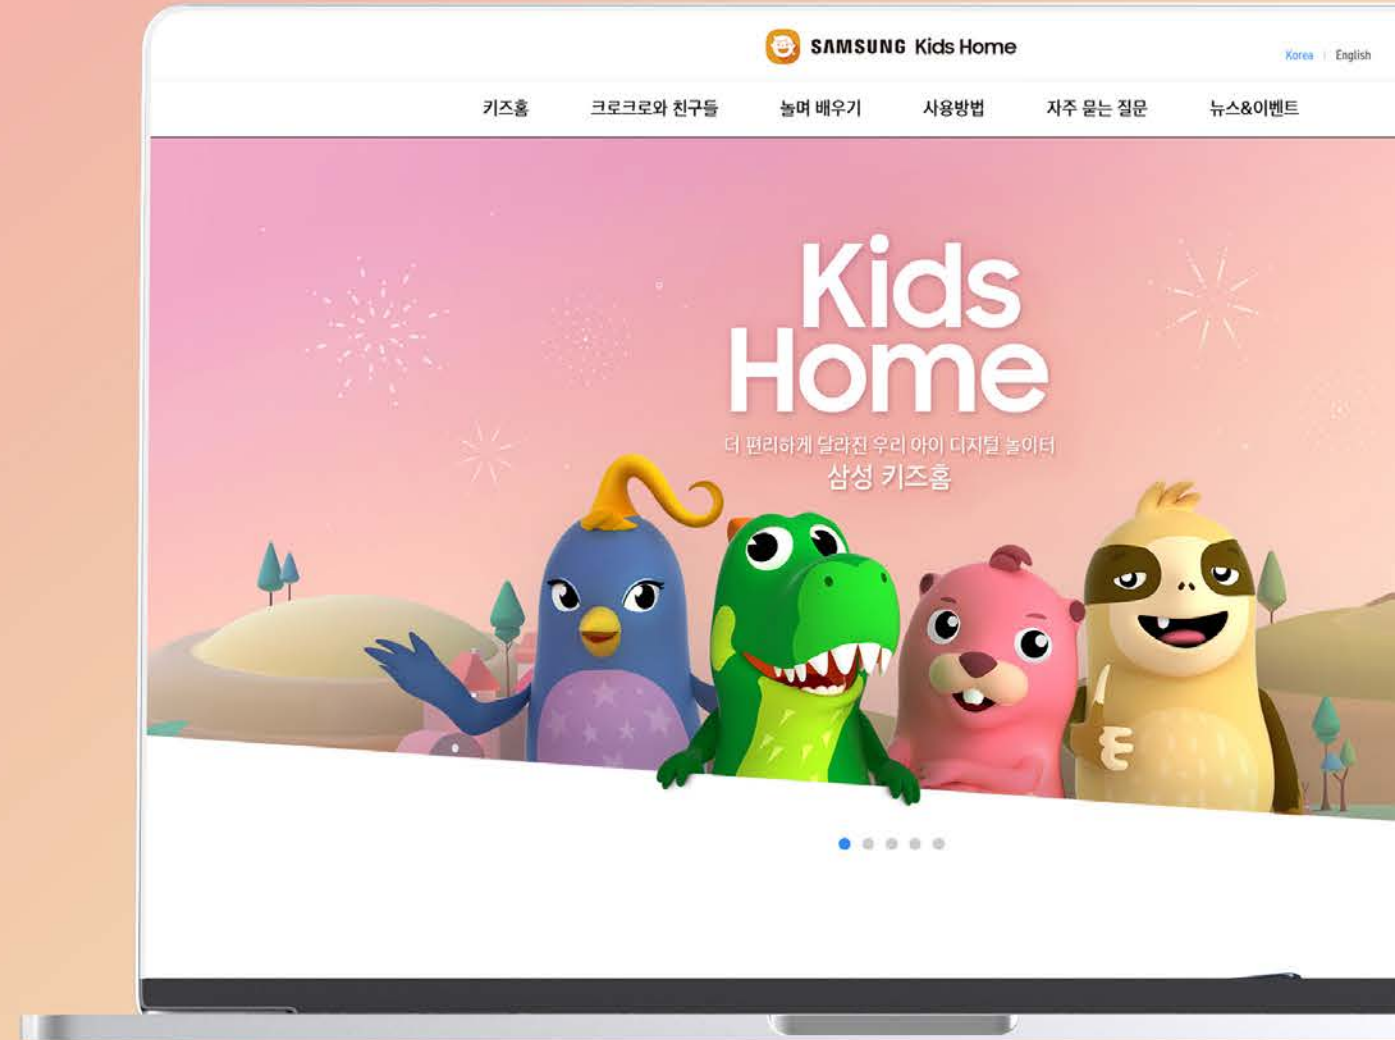 SAMSUNG Kids Home
Korea | English
키즈홈 크로크로와 친구들 놀며 배우기 사용방법 자주 묻는 질문 뉴스&이벤트
Kids
Home
더 편리하게 달라진 우리 아이 디지털 놀이터
삼성 키즈홈